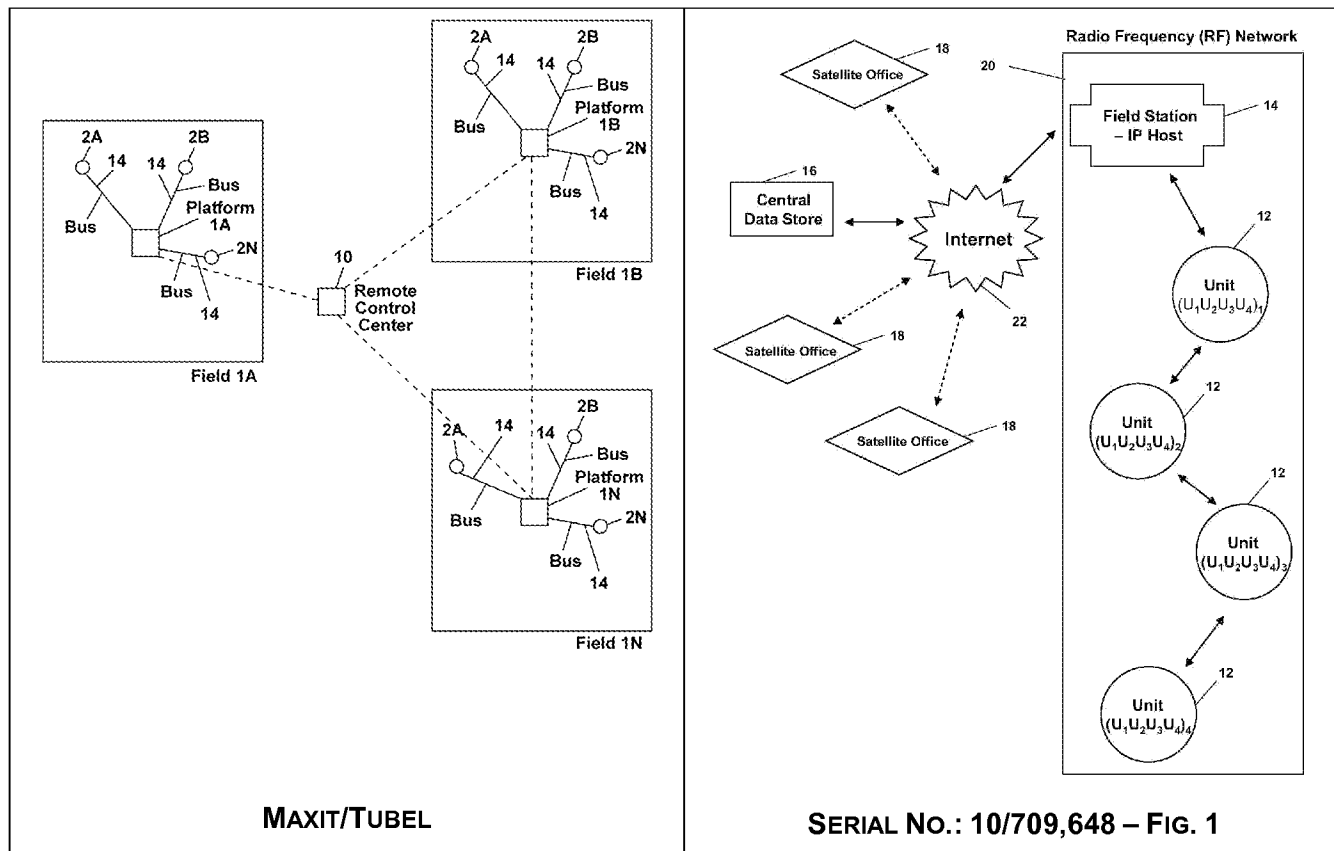 2A
14
2B
14
Bus
Bus
Platform
1A
2N
Bus
14
Field 1A
10
Remote
Control
Center
2A
14
2B
14
Bus
Bus
Platform
1B
2N
Bus
14
Field 1B
2A
14
2B
14
Bus
Platform
1N
Bus
2N
Bus
14
Field 1N
MAXIT/TUBEL
Radio Frequency (RF) Network
18
Satellite Office
20
Field Station
– IP Host
14
16
Central
Data Store
Internet
22
12
Unit
(U₁U₂U₃U₄)₁
Satellite Office
18
12
Unit
(U₁U₂U₃U₄)₂
Satellite Office
18
12
Unit
(U₁U₂U₃U₄)₃
12
Unit
(U₁U₂U₃U₄)₄
SERIAL NO.: 10/709,648 – FIG. 1